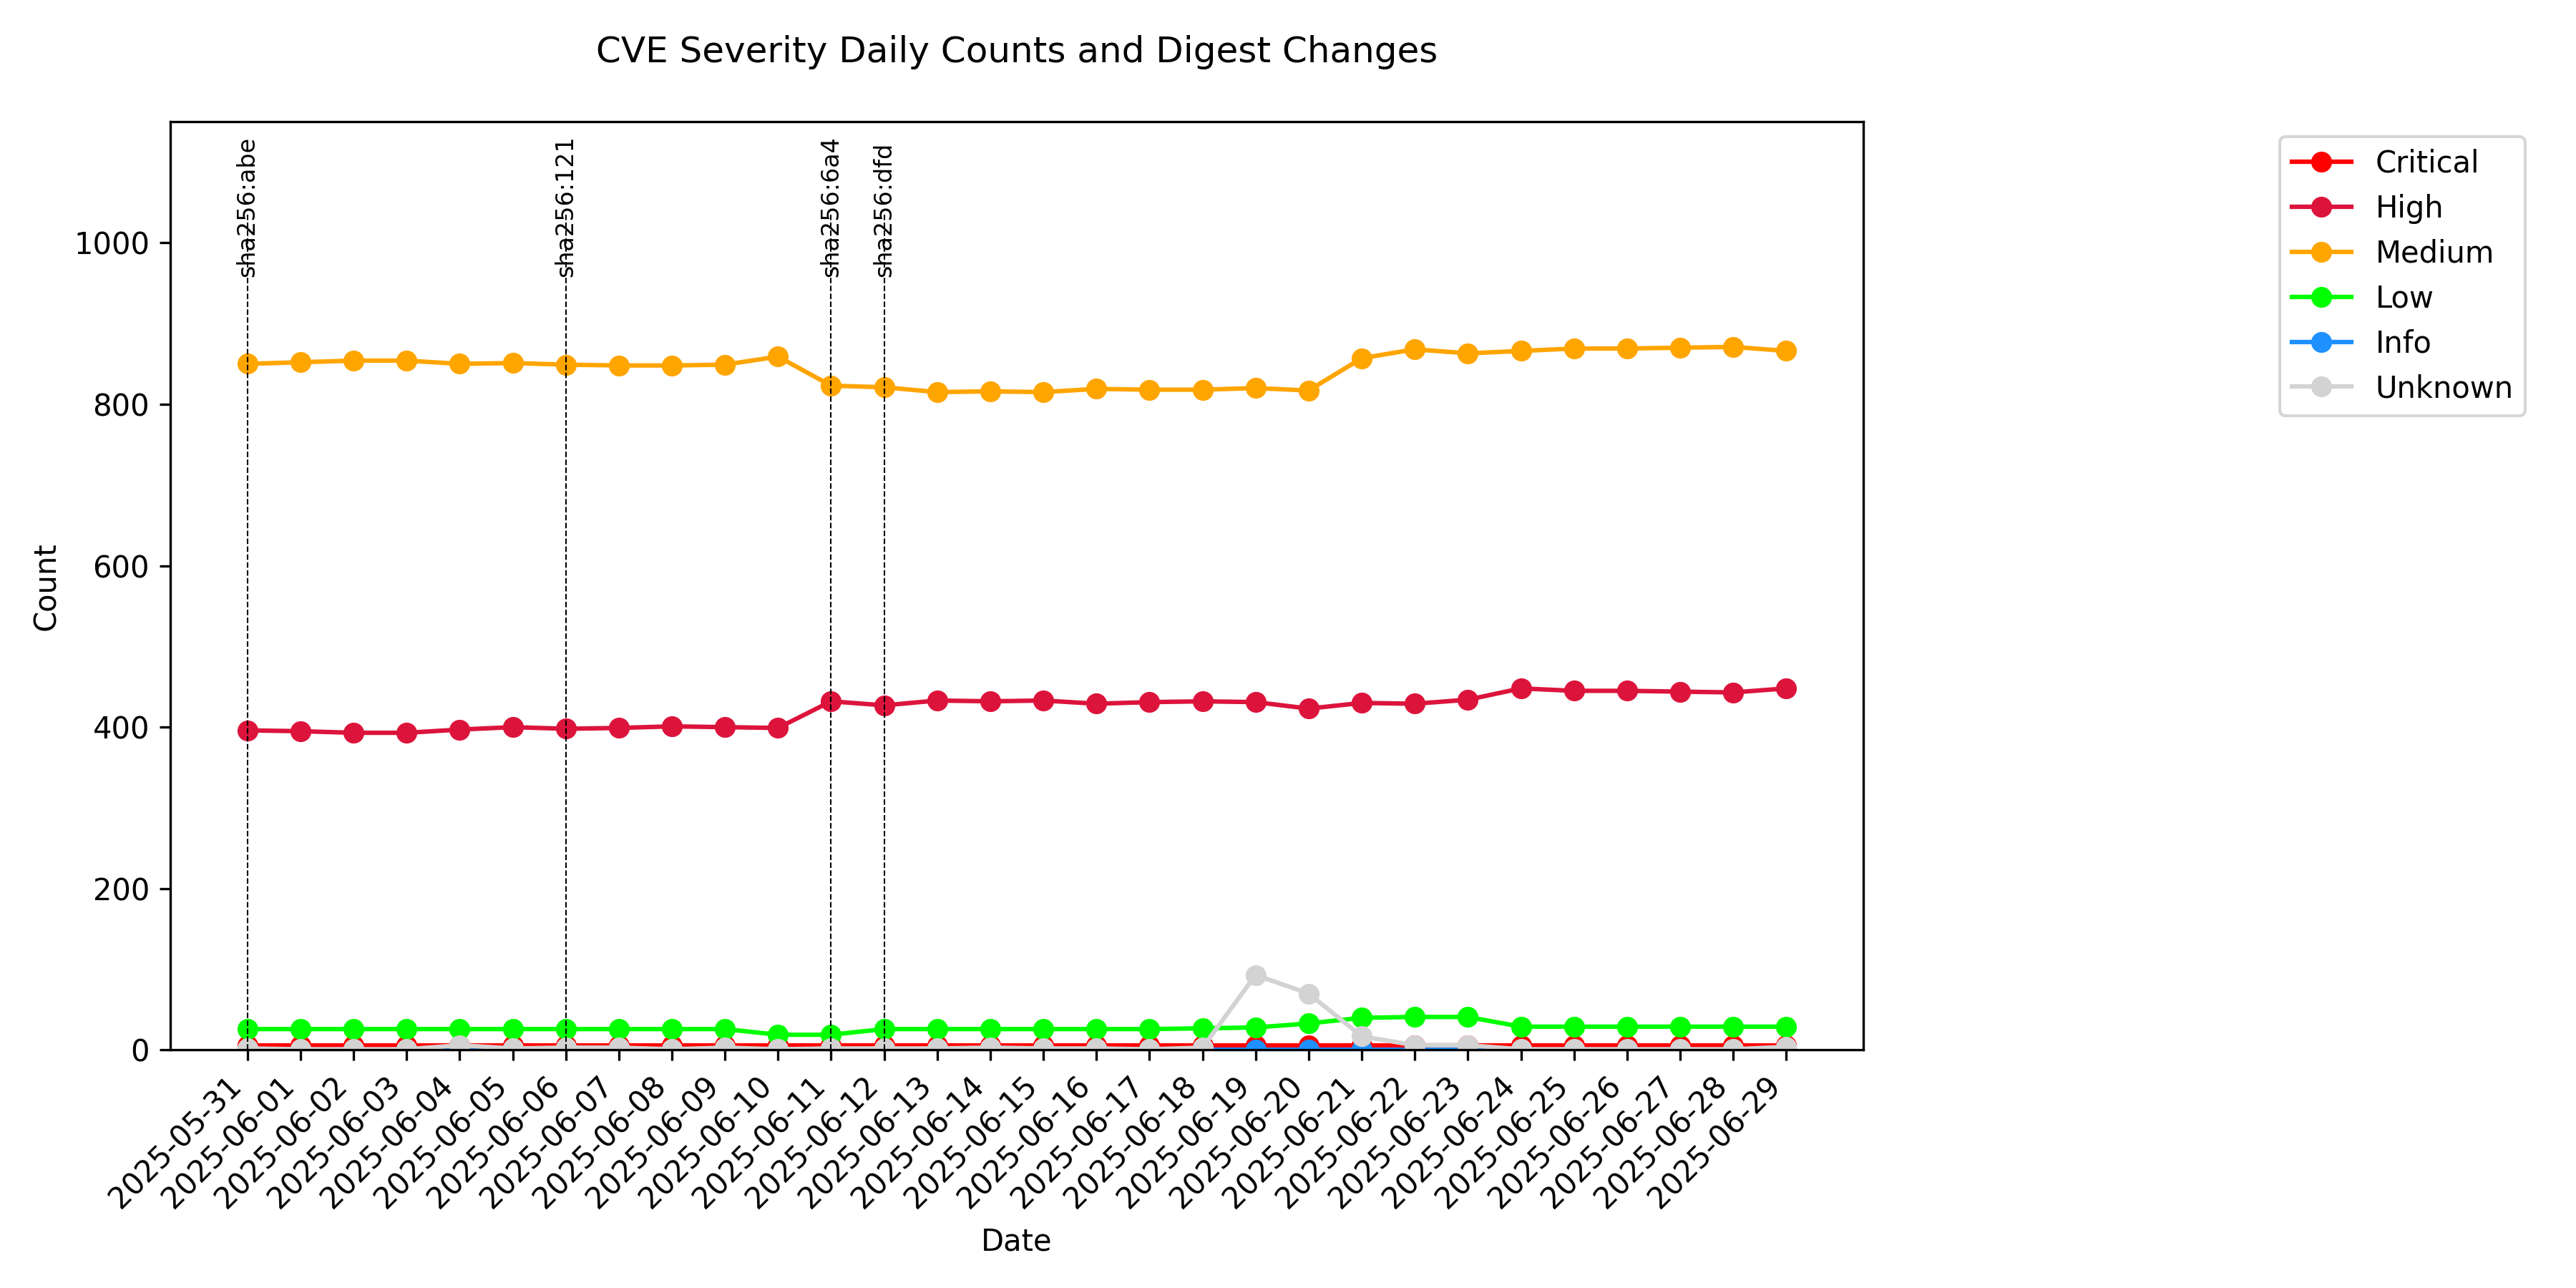 CVE Severity Daily Counts and Digest Changes
sha256:abe
sha256:121
sha256:6a4
sha256:dfd
Critical
High
Medium
Low
Info
Unknown
1000
800
600
400
200
0
Count
2025-05-31
2025-06-01
2025-06-02
2025-06-03
2025-06-04
2025-06-05
2025-06-06
2025-06-07
2025-06-08
2025-06-09
2025-06-10
2025-06-11
2025-06-12
2025-06-13
2025-06-14
2025-06-15
2025-06-16
2025-06-17
2025-06-18
2025-06-19
2025-06-20
2025-06-21
2025-06-22
2025-06-23
2025-06-24
2025-06-25
2025-06-26
2025-06-27
2025-06-28
2025-06-29
Date